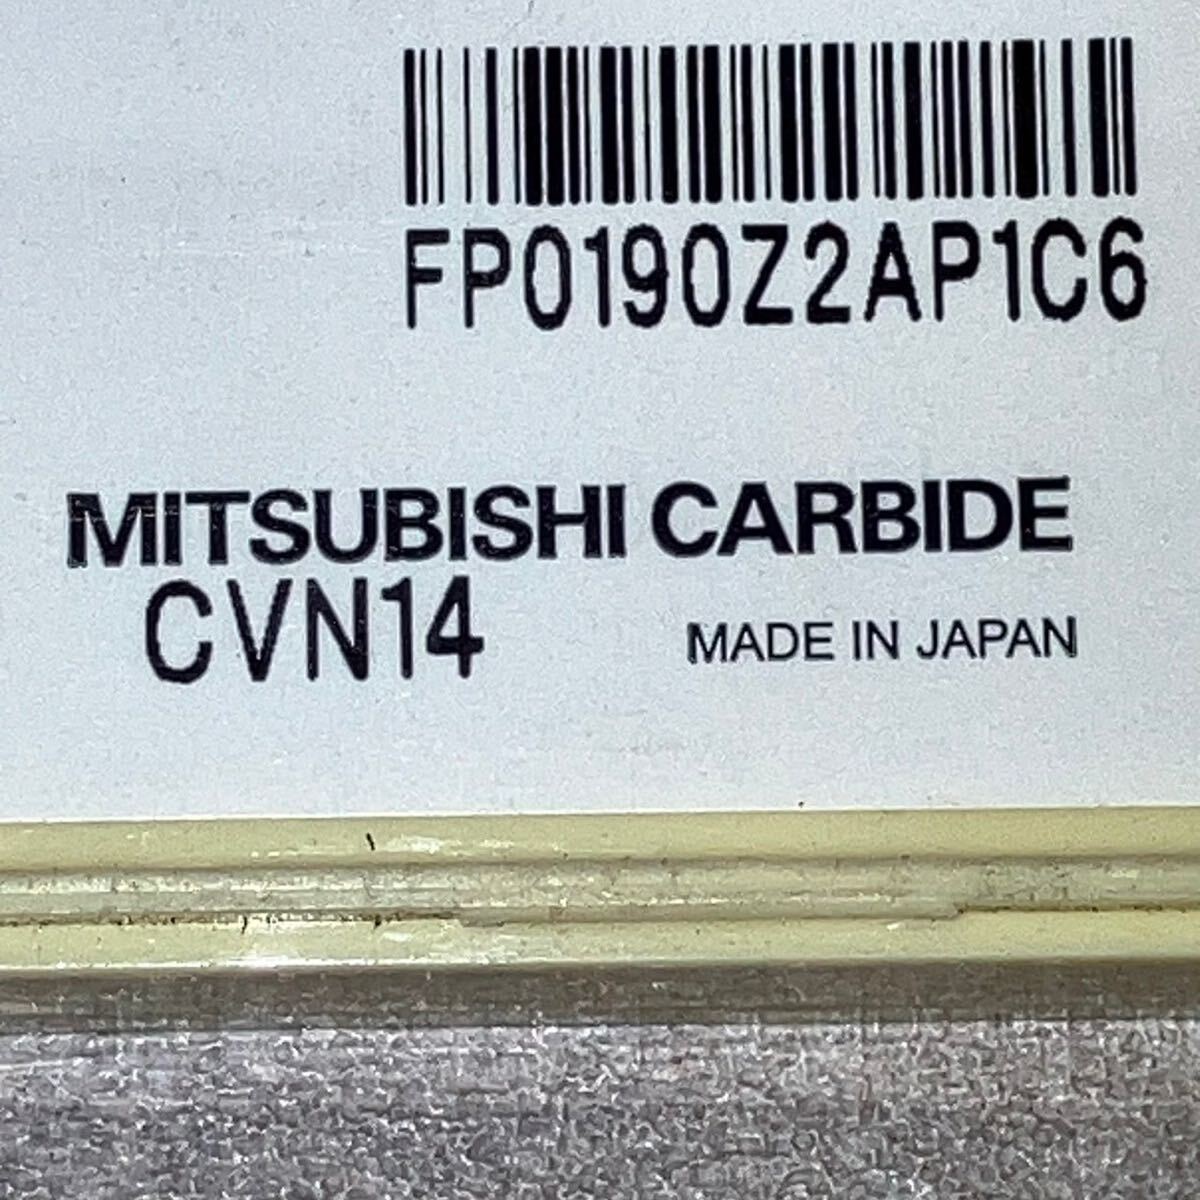 FP0190Z2AP1C6
MITSUBISHI CARBIDE
CVN14 MADE IN JAPAN